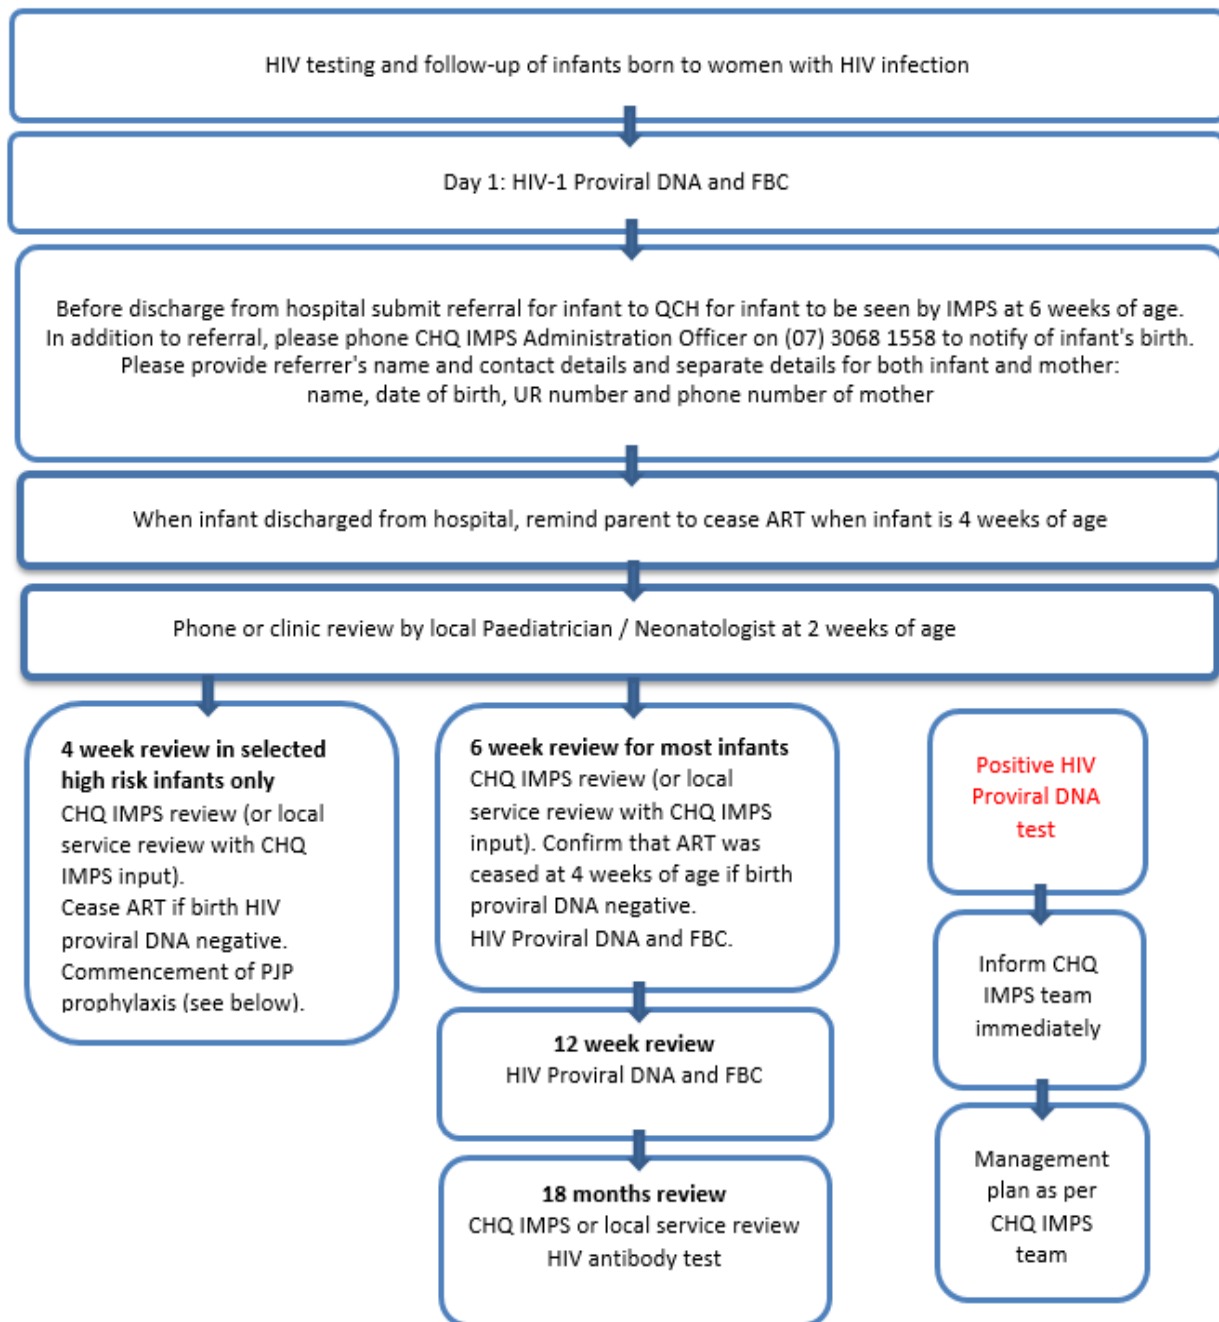 HIV testing and follow-up of infants born to women with HIV infection
Day 1: HIV-1 Proviral DNA and FBC
Before discharge from hospital submit referral for infant to QCH for infant to be seen by IMPS at 6 weeks of age.
In addition to referral, please phone CHQ IMPS Administration Officer on (07) 3068 1558 to notify of infant's birth.
Please provide referrer's name and contact details and separate details for both infant and mother:
name, date of birth, UR number and phone number of mother
When infant discharged from hospital, remind parent to cease ART when infant is 4 weeks of age
Phone or clinic review by local Paediatrician / Neonatologist at 2 weeks of age
4 week review in selected
high risk infants only
CHQ IMPS review (or local
service review with CHQ
IMPS input).
Cease ART if birth HIV
proviral DNA negative.
Commencement of PJP
prophylaxis (see below).
6 week review for most infants
CHQ IMPS review (or local
service review with CHQ IMPS
input). Confirm that ART was
ceased at 4 weeks of age if birth
proviral DNA negative.
HIV Proviral DNA and FBC.
12 week review
HIV Proviral DNA and FBC
18 months review
CHQ IMPS or local service review
HIV antibody test
Positive HIV
Proviral DNA
test
Inform CHQ
IMPS team
immediately
Management
plan as per
CHQ IMPS
team